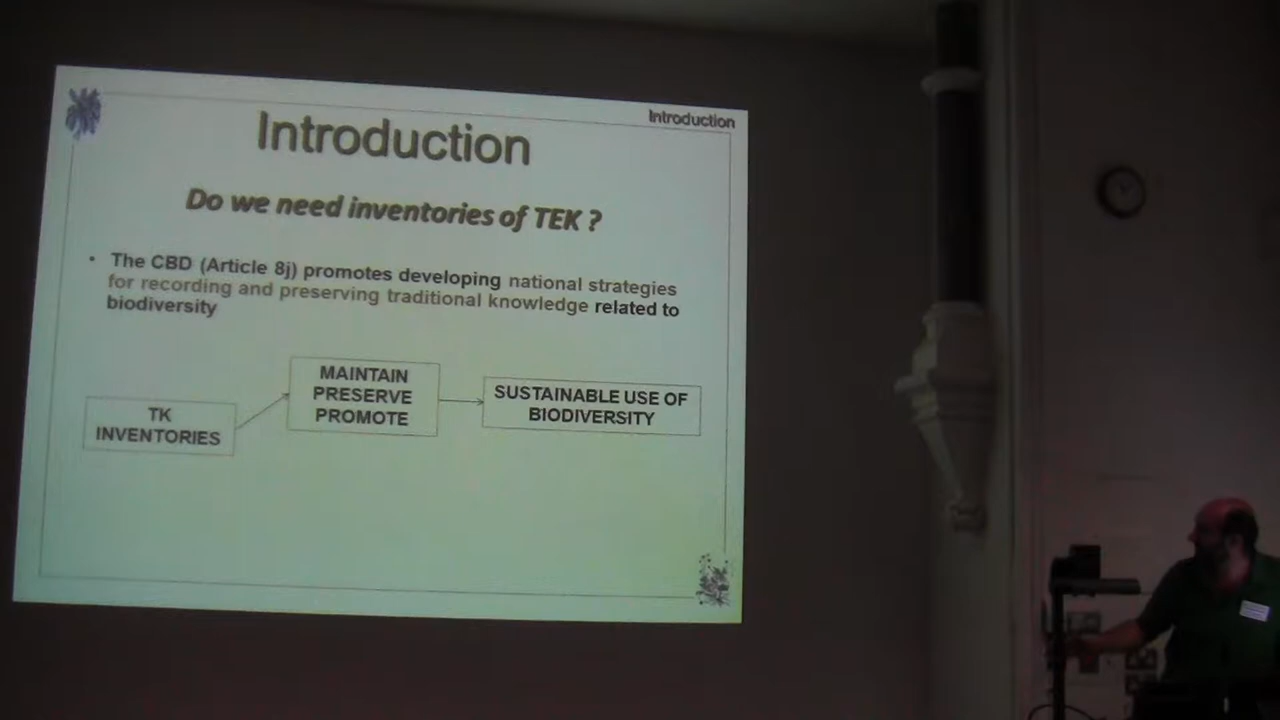 Introduction
Introduction
Do we need inventories of TEK ?
• The CBD (Article 8j) promotes developing national strategies
for recording and preserving traditional knowledge related to
biodiversity
MAINTAIN
PRESERVE
PROMOTE
SUSTAINABLE USE OF
BIODIVERSITY
TK
INVENTORIES